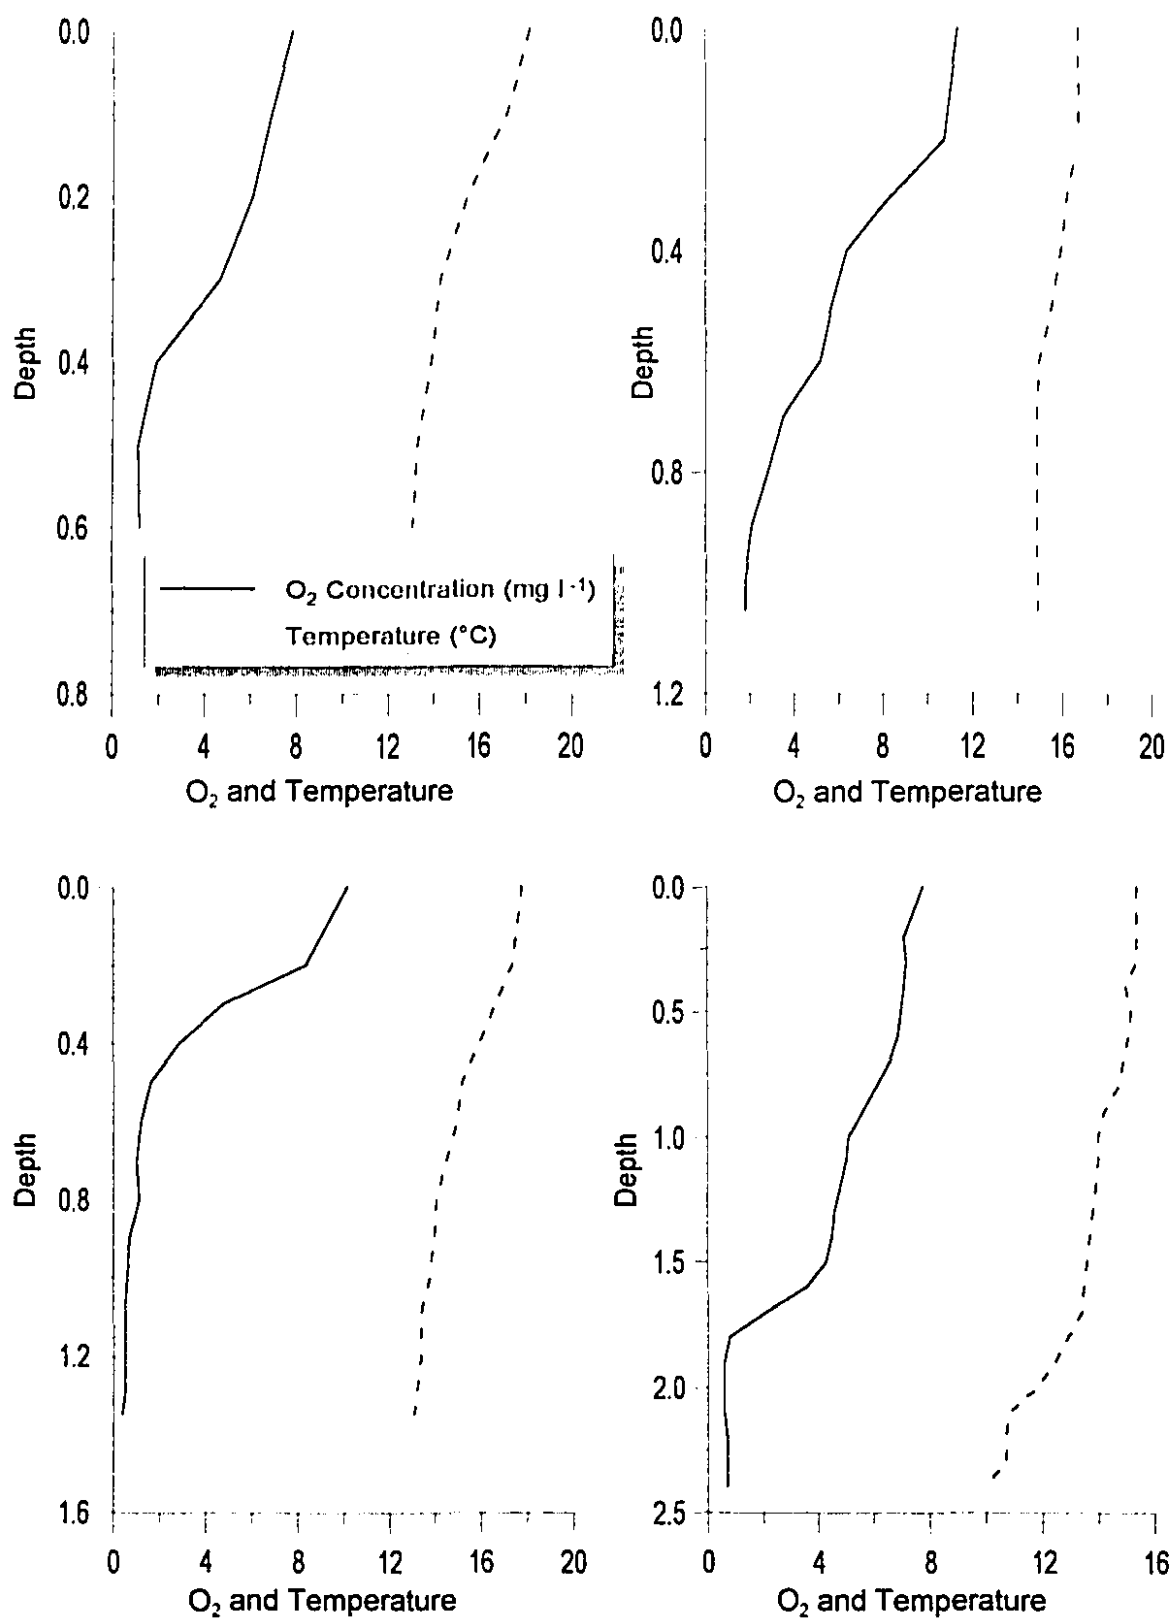 0.0
0.2
0.4
0.6
0.8
Depth
O₂ Concentration (mg l⁻¹)
Temperature (°C)
0 4 8 12 16 20
O₂ and Temperature
0.0
0.4
0.8
1.2
Depth
0 4 8 12 16 20
O₂ and Temperature
0.0
0.4
0.8
1.2
1.6
Depth
0 4 8 12 16 20
O₂ and Temperature
0.0
0.5
1.0
1.5
2.0
2.5
Depth
0 4 8 12 16
O₂ and Temperature